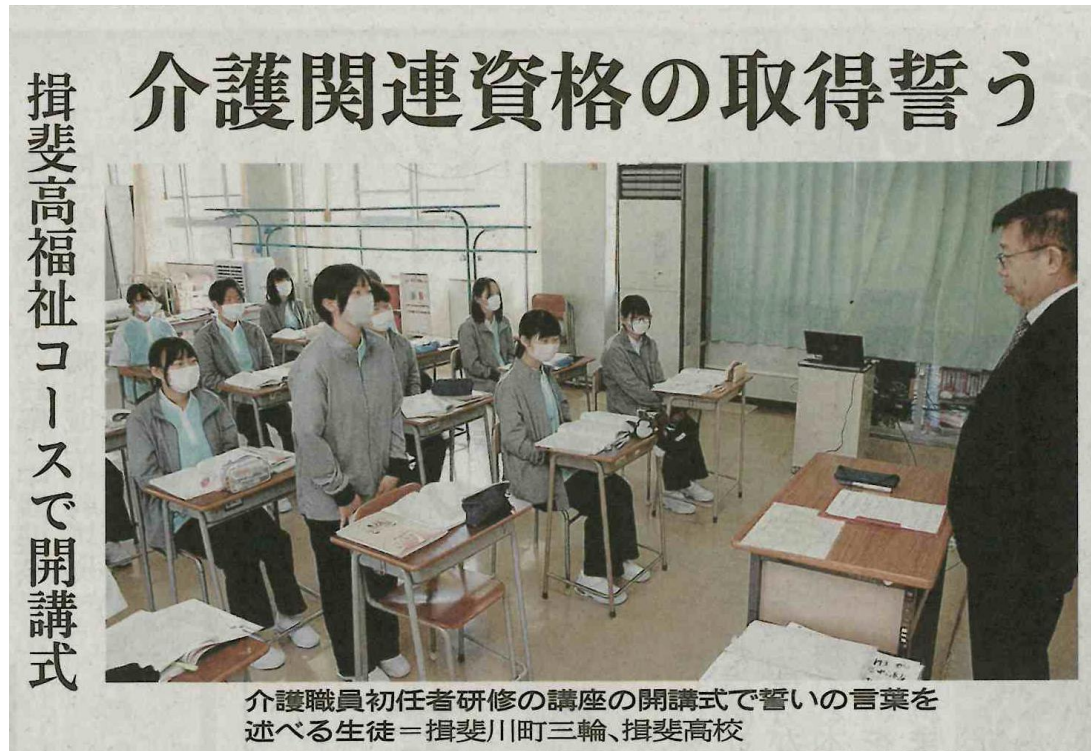 介護関連資格の取得誓う
揖斐高福祉コースで開講式
介護職員初任者研修の講座の開講式で誓いの言葉を
述べる生徒＝揖斐川町三輪、揖斐高校